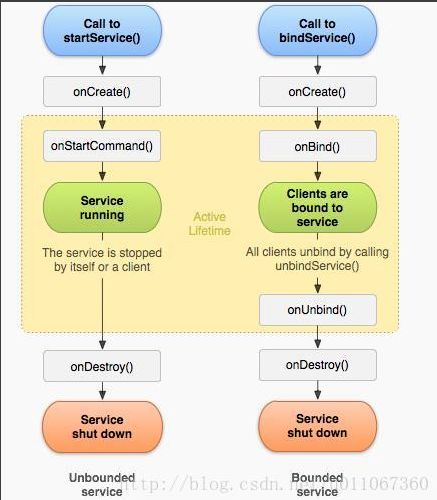 Call to
startService()
onCreate()
onStartCommand()
Service
running
The service is stopped
by itself or a client
onDestroy()
Service
shut down
Unbounded
service
Active
Lifetime
Call to
bindService()
onCreate()
onBind()
Clients are
bound to
service
All clients unbind by calling
unbindService()
onUnbind()
onDestroy()
Service
shut down
Bounded
service
http://blog.csdn.net/u011067360